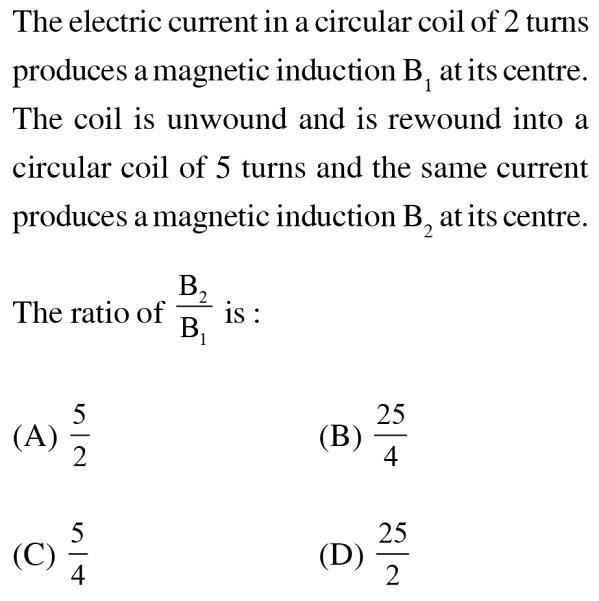 The electric current in a circular coil of 2 turns
produces a magnetic induction B₁ at its centre.
The coil is unwound and is rewound into a
circular coil of 5 turns and the same current
produces a magnetic induction B₂ at its centre.
The ratio of B₂/B₁ is :
(A) 5/2 (B) 25/4
(C) 5/4 (D) 25/2